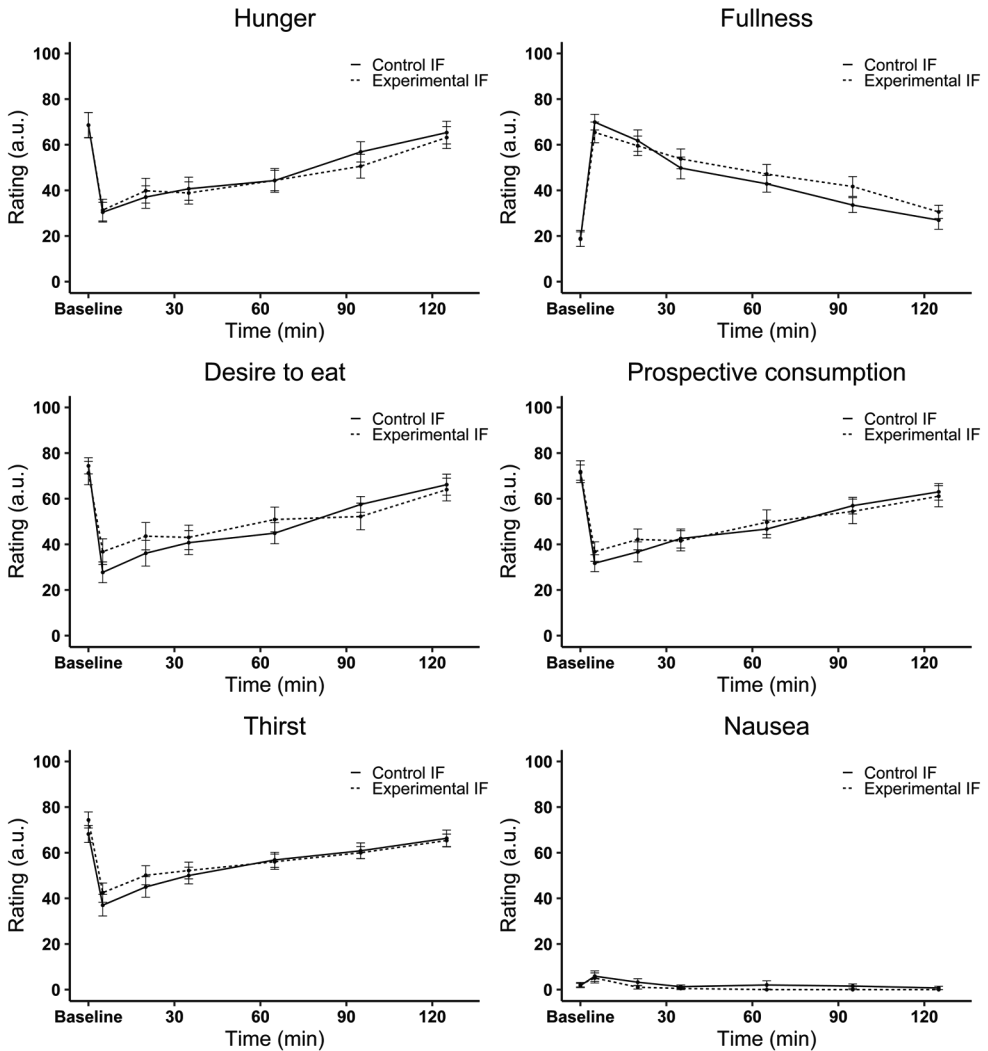 Hunger
Control IF
Experimental IF
Rating (a.u.)
100
80
60
40
20
0
Baseline 30 60 90 120
Time (min)
Fullness
Control IF
Experimental IF
Rating (a.u.)
100
80
60
40
20
0
Baseline 30 60 90 120
Time (min)
Desire to eat
Control IF
Experimental IF
Rating (a.u.)
100
80
60
40
20
0
Baseline 30 60 90 120
Time (min)
Prospective consumption
Control IF
Experimental IF
Rating (a.u.)
100
80
60
40
20
0
Baseline 30 60 90 120
Time (min)
Thirst
Control IF
Experimental IF
Rating (a.u.)
100
80
60
40
20
0
Baseline 30 60 90 120
Time (min)
Nausea
Control IF
Experimental IF
Rating (a.u.)
100
80
60
40
20
0
Baseline 30 60 90 120
Time (min)